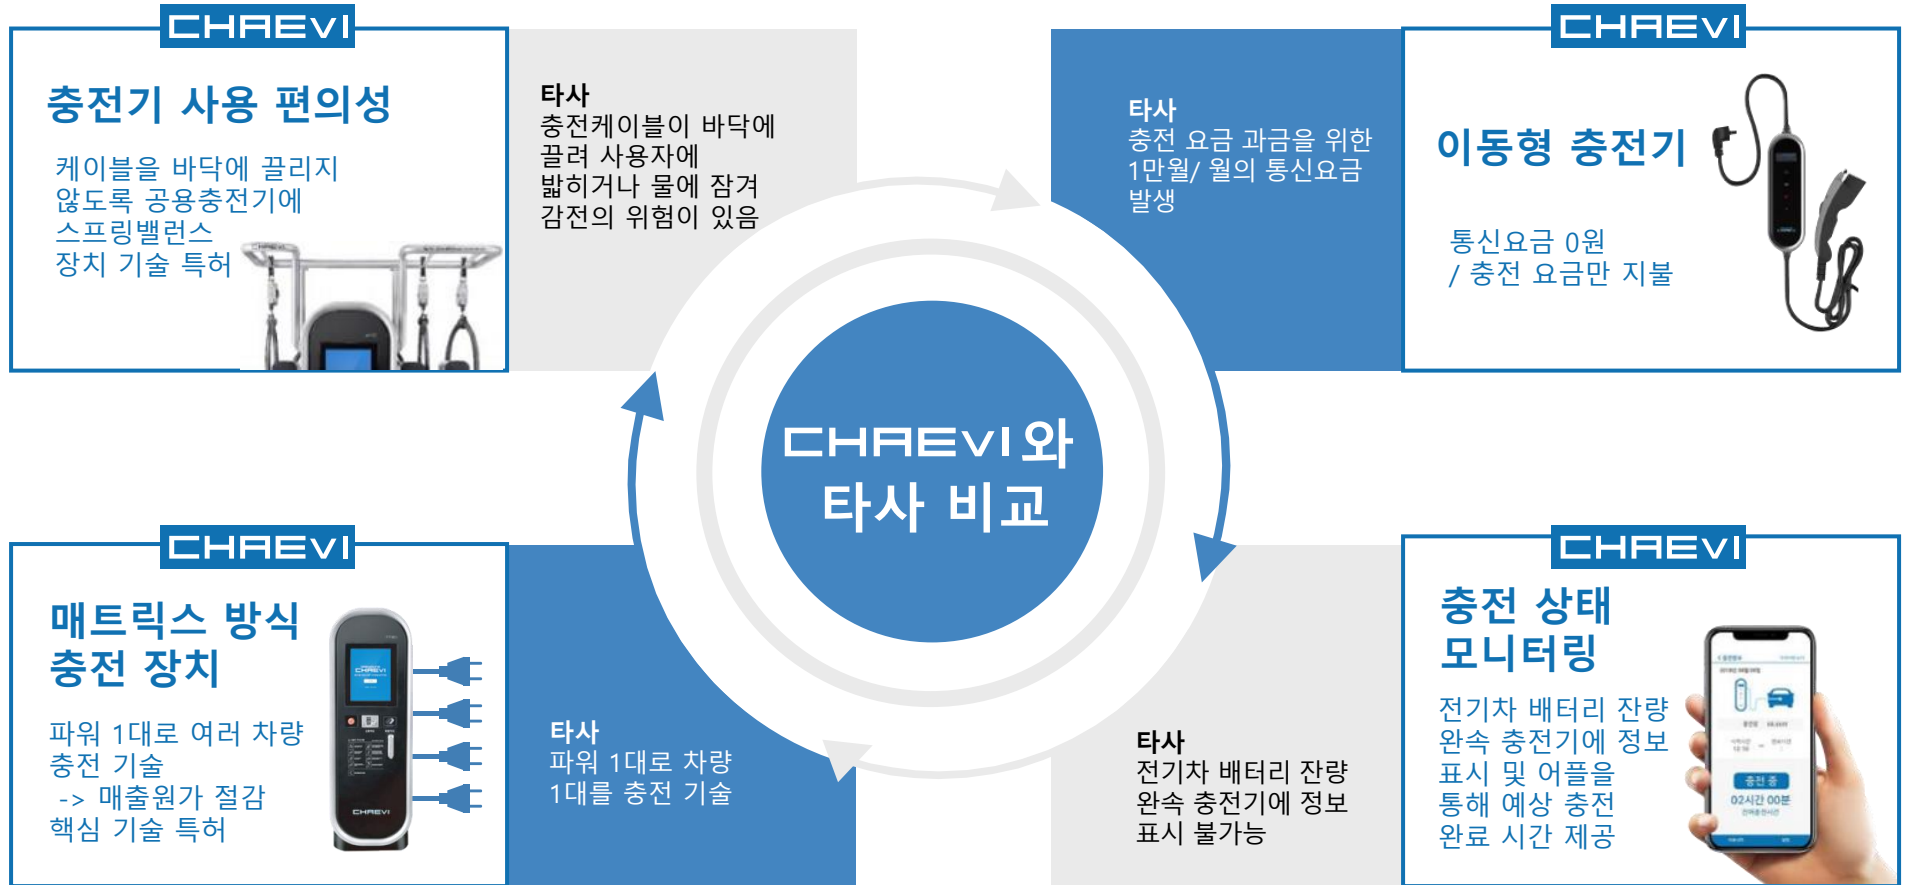 CHAEVI
충전기 사용 편의성
케이블을 바닥에 끌리지
않도록 공용충전기에
스프링밸런스
장치 기술 특허
타사
충전케이블이 바닥에
끌려 사용자에
밟히거나 물에 잠겨
감전의 위험이 있음
타사
충전 요금 과금을 위한
1만월/ 월의 통신요금
발생
CHAEVI
이동형 충전기
통신요금 0원
/ 충전 요금만 지불
CHAEVI와
타사 비교
CHAEVI
매트릭스 방식
충전 장치
파워 1대로 여러 차량
충전 기술
-> 매출원가 절감
핵심 기술 특허
CHAEVI
CHAEVI
타사
파워 1대로 차량
1대를 충전 기술
타사
전기차 배터리 잔량
완속 충전기에 정보
표시 불가능
CHAEVI
충전 상태
모니터링
전기차 배터리 잔량
완속 충전기에 정보
표시 및 어플을
통해 예상 충전
완료 시간 제공
충전 중
02시간 00분